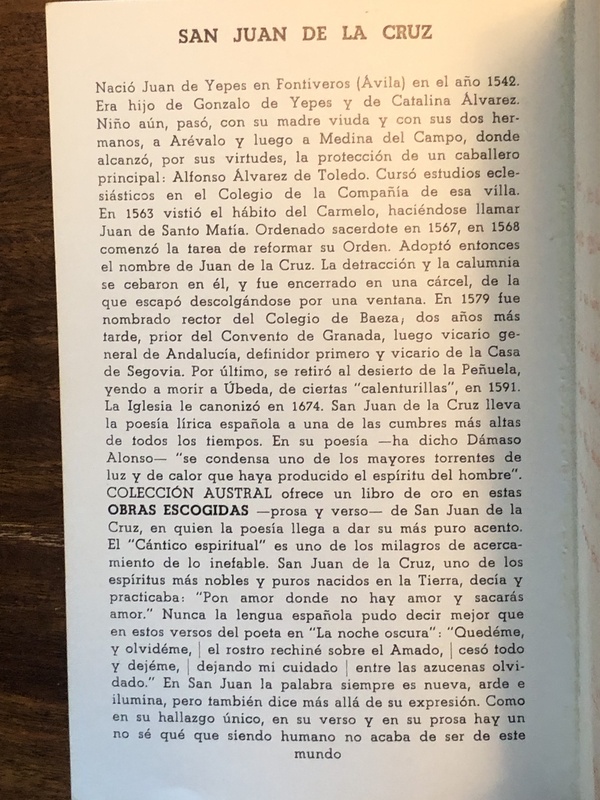 SAN JUAN DE LA CRUZ
Nació Juan de Yepes en Fontiveros (Ávila) en el año 1542.
Era hijo de Gonzalo de Yepes y de Catalina Álvarez.
Niño aún, pasó, con su madre viuda y con sus dos her-
manos, a Arévalo y luego a Medina del Campo, donde
alcanzó, por sus virtudes, la protección de un caballero
principal: Alfonso Álvarez de Toledo. Cursó estudios ecle-
siásticos en el Colegio de la Compañía de esa villa.
En 1563 vistió el hábito del Carmelo, haciéndose llamar
Juan de Santo Matía. Ordenado sacerdote en 1567, en 1568
comenzó la tarea de reformar su Orden. Adoptó entonces
el nombre de Juan de la Cruz. La detracción y la calumnia
se cebaron en él, y fue encerrado en una cárcel, de la
que escapó descolgándose por una ventana. En 1579 fue
nombrado rector del Colegio de Baeza; dos años más
tarde, prior del Convento de Granada, luego vicario ge-
neral de Andalucía, definidor primero y vicario de la Casa
de Segovia. Por último, se retiró al desierto de la Peñuela,
yendo a morir a Úbeda, de ciertas "calenturillas", en 1591.
La Iglesia le canonizó en 1674. San Juan de la Cruz lleva
la poesía lírica española a una de las cumbres más altas
de todos los tiempos. En su poesía —ha dicho Dámaso
Alonso— "se condensa uno de los mayores torrentes de
luz y de calor que haya producido el espíritu del hombre".
COLECCIÓN AUSTRAL ofrece un libro de oro en estas
OBRAS ESCOGIDAS —prosa y verso— de San Juan de la
Cruz, en quien la poesía llega a dar su más puro acento.
El "Cántico espiritual" es uno de los milagros de acerca-
miento de lo inefable. San Juan de la Cruz, uno de los
espíritus más nobles y puros nacidos en la Tierra, decía y
practicaba: "Pon amor donde no hay amor y sacarás
amor." Nunca la lengua española pudo decir mejor que
en estos versos del poeta en "La noche oscura": "Quedéme,
y olvidéme, | el rostro rechiné sobre el Amado, | cesó todo
y dejéme, | dejando mi cuidado | entre las azucenas olvi-
dado." En San Juan la palabra siempre es nueva, arde e
ilumina, pero también dice más allá de su expresión. Como
en su hallazgo único, en su verso y en su prosa hay un
no sé qué que siendo humano no acaba de ser de este
mundo